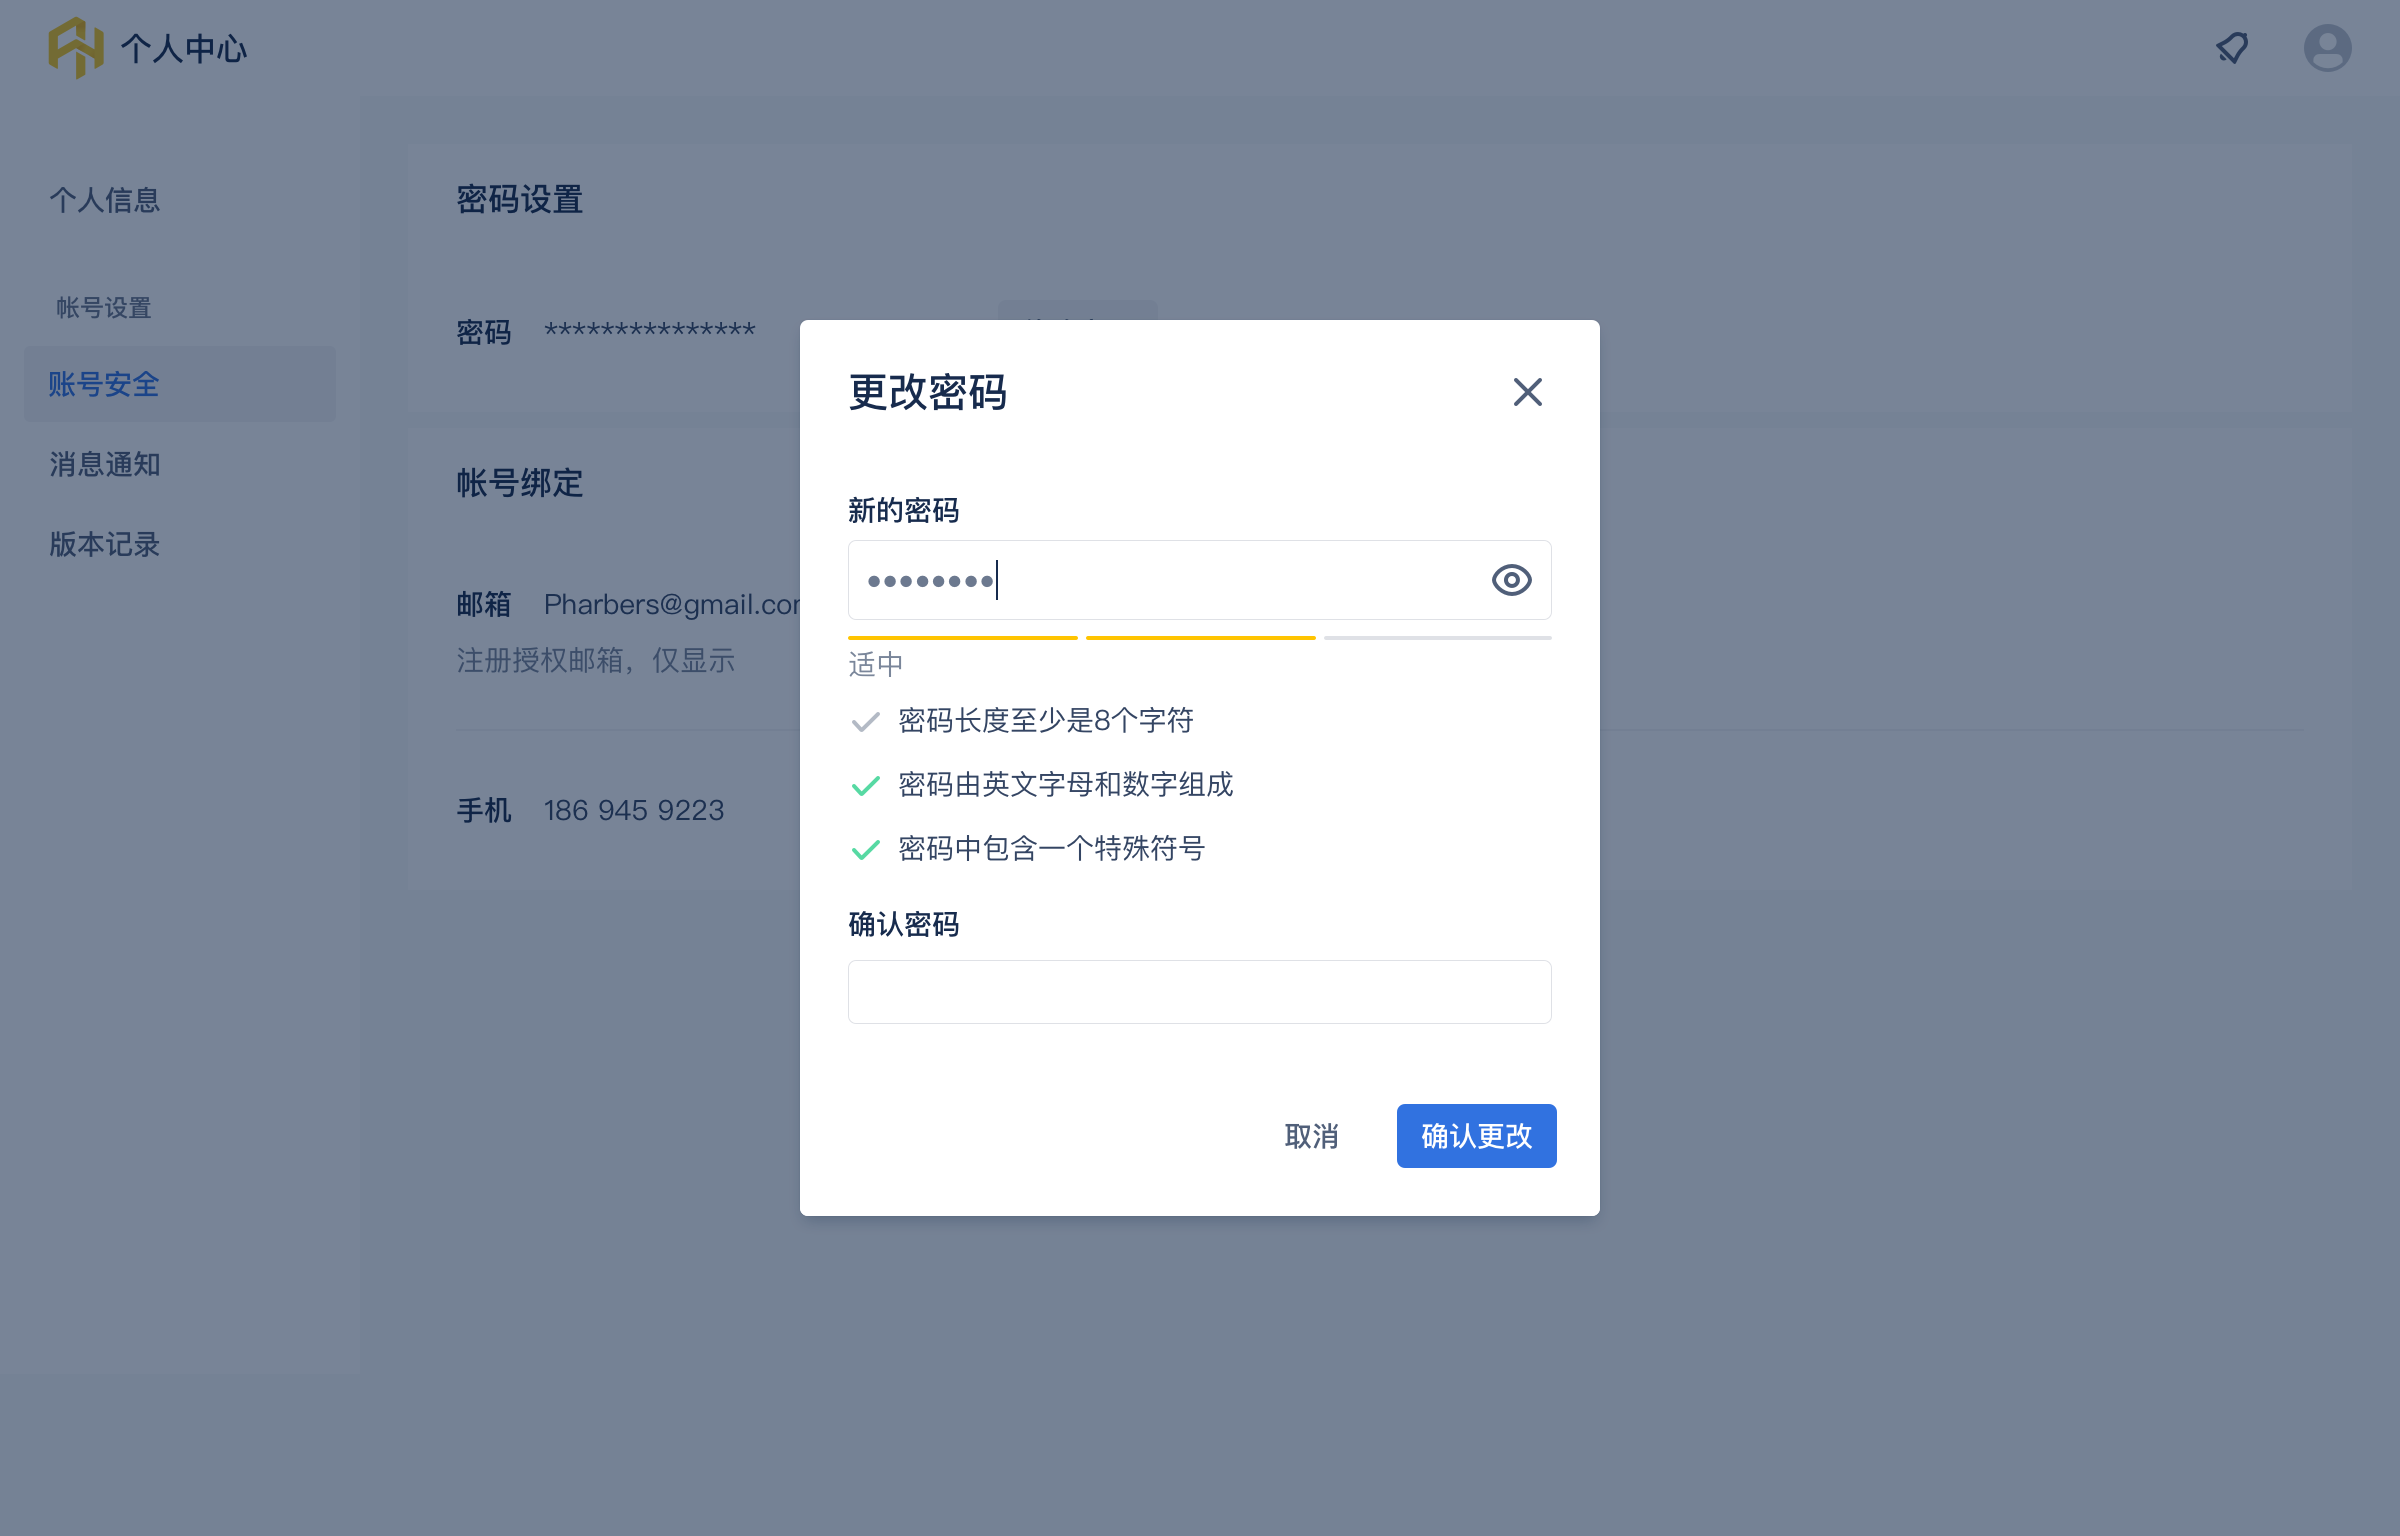 个人中心
个人信息
帐号设置
账号安全
消息通知
版本记录
密码设置
密码 ***************
帐号绑定
邮箱 Pharbers@gmail.co
注册授权邮箱，仅显示
手机 186 945 9223
更改密码
新的密码
••••••••
适中
密码长度至少是8个字符
密码由英文字母和数字组成
密码中包含一个特殊符号
确认密码
取消 确认更改